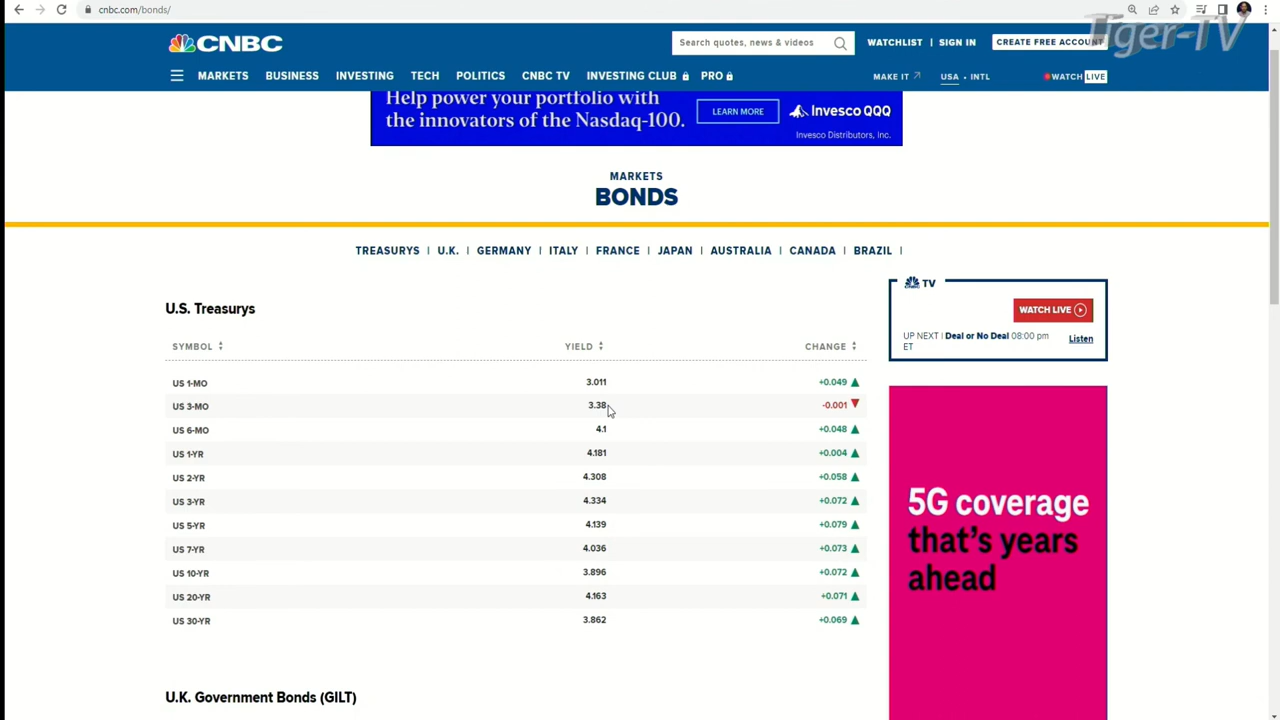 cnbc.com/bonds/
Tiger-TV
CNBC
Search quotes, news & videos
WATCHLIST | SIGN IN
CREATE FREE ACCOUNT
MARKETS BUSINESS INVESTING TECH POLITICS CNBC TV INVESTING CLUB PRO
MAKE IT USA • INTL WATCH LIVE
Help power your portfolio with
the innovators of the Nasdaq-100.
LEARN MORE
Invesco QQQ
Invesco Distributors, Inc.
MARKETS
BONDS
TREASURYS | U.K. | GERMANY | ITALY | FRANCE | JAPAN | AUSTRALIA | CANADA | BRAZIL |
U.S. Treasurys
SYMBOL YIELD CHANGE
US 1-MO 3.011 +0.049
US 3-MO 3.38 -0.001
US 6-MO 4.1 +0.048
US 1-YR 4.181 +0.004
US 2-YR 4.308 +0.058
US 3-YR 4.334 +0.072
US 5-YR 4.139 +0.079
US 7-YR 4.036 +0.073
US 10-YR 3.896 +0.072
US 20-YR 4.163 +0.071
US 30-YR 3.862 +0.069
U.K. Government Bonds (GILT)
TV
WATCH LIVE
UP NEXT | Deal or No Deal 08:00 pm
ET
Listen
5G coverage
that's years
ahead